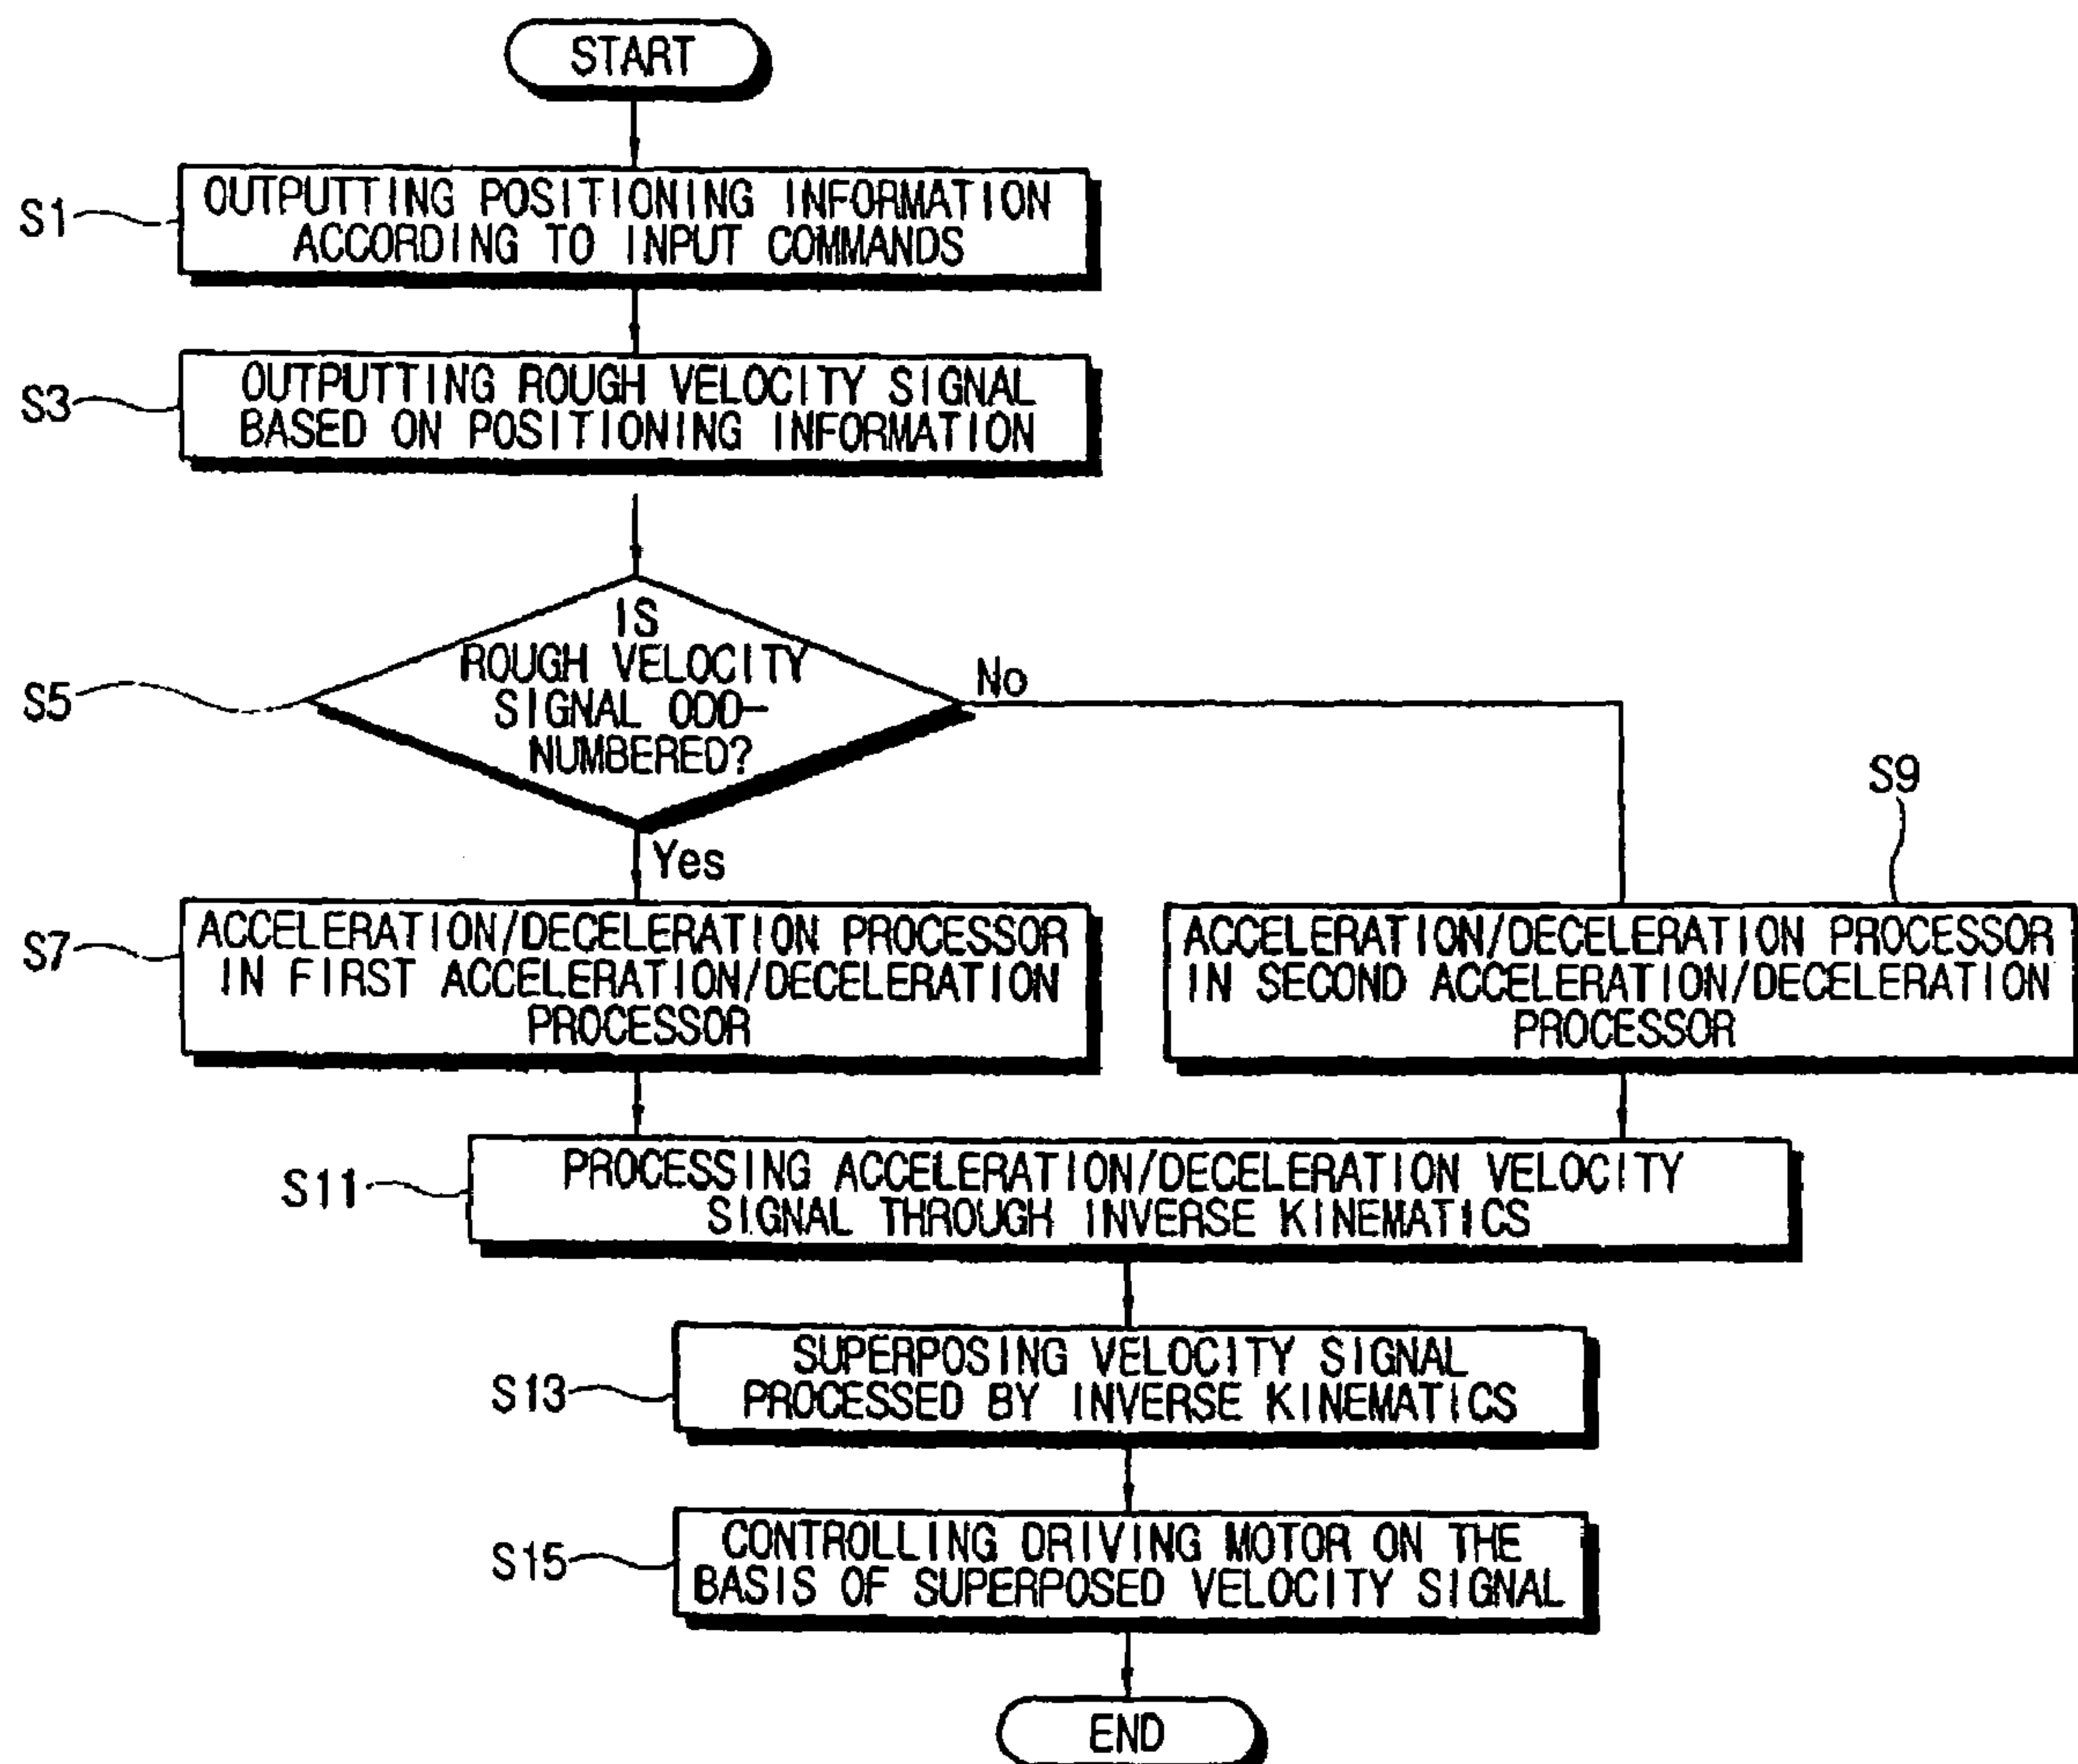 START
S1
OUTPUTTING POSITIONING INFORMATION
ACCORDING TO INPUT COMMANDS
S3
OUTPUTTING ROUGH VELOCITY SIGNAL
BASED ON POSITIONING INFORMATION
S5
IS
ROUGH VELOCITY
SIGNAL ODD-
NUMBERED?
No
Yes
S7
ACCELERATION/DECELERATION PROCESSOR
IN FIRST ACCELERATION/DECELERATION
PROCESSOR
S9
ACCELERATION/DECELERATION PROCESSOR
IN SECOND ACCELERATION/DECELERATION
PROCESSOR
S11
PROCESSING ACCELERATION/DECELERATION VELOCITY
SIGNAL THROUGH INVERSE KINEMATICS
S13
SUPERPOSING VELOCITY SIGNAL
PROCESSED BY INVERSE KINEMATICS
S15
CONTROLLING DRIVING MOTOR ON THE
BASIS OF SUPERPOSED VELOCITY SIGNAL
END